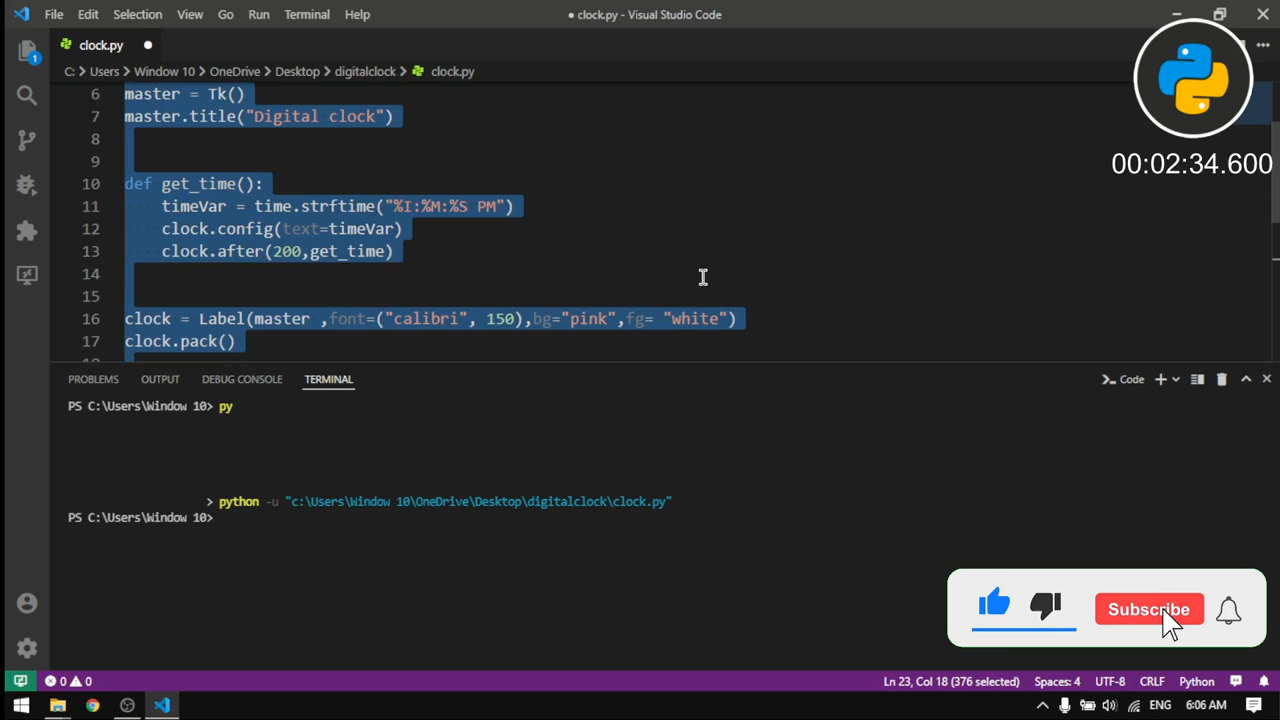 File Edit Selection View Go Run Terminal Help
● clock.py - Visual Studio Code
clock.py
C: > Users > Window 10 > OneDrive > Desktop > digitalclock > clock.py
00:02:34.600
6 master = Tk()
7 master.title("Digital clock")
8
9
10 def get_time():
11 timeVar = time.strftime("%I:%M:%S PM")
12 clock.config(text=timeVar)
13 clock.after(200,get_time)
14
15
16 clock = Label(master ,font=("calibri", 150),bg="pink",fg= "white")
17 clock.pack()
1
PROBLEMS OUTPUT DEBUG CONSOLE TERMINAL
Code
PS C:\Users\Window 10> py
> python -u "c:\Users\Window 10\OneDrive\Desktop\digitalclock\clock.py"
PS C:\Users\Window 10>
Subscribe
0 0
Ln 23, Col 18 (376 selected) Spaces: 4 UTF-8 CRLF Python
ENG 6:06 AM